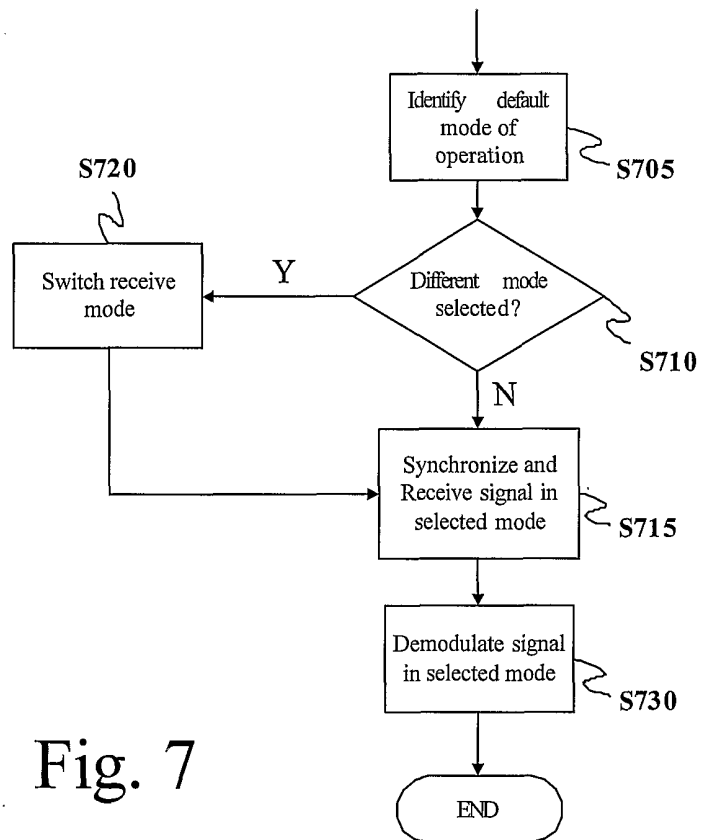 Identify default
mode of
operation
S705
S720
Switch receive
mode
Y
Different mode
selected?
S710
N
Synchronize and
Receive signal in
selected mode
S715
Demodulate signal
in selected mode
S730
Fig. 7
END